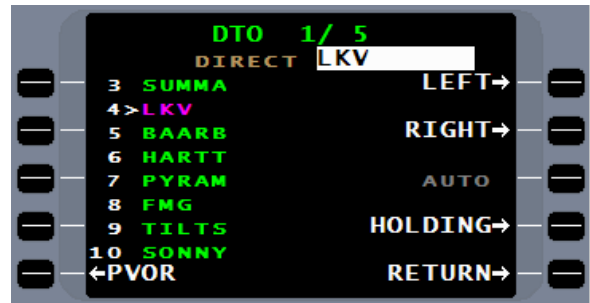 DTO 1/ 5
DIRECT LKV
3 SUMMA LEFT→
4>LKV
5 BAARB RIGHT→
6 HARTT
7 PYRAM AUTO
8 FMG
9 TILTS HOLDING→
10 SONNY
←PVOR RETURN→